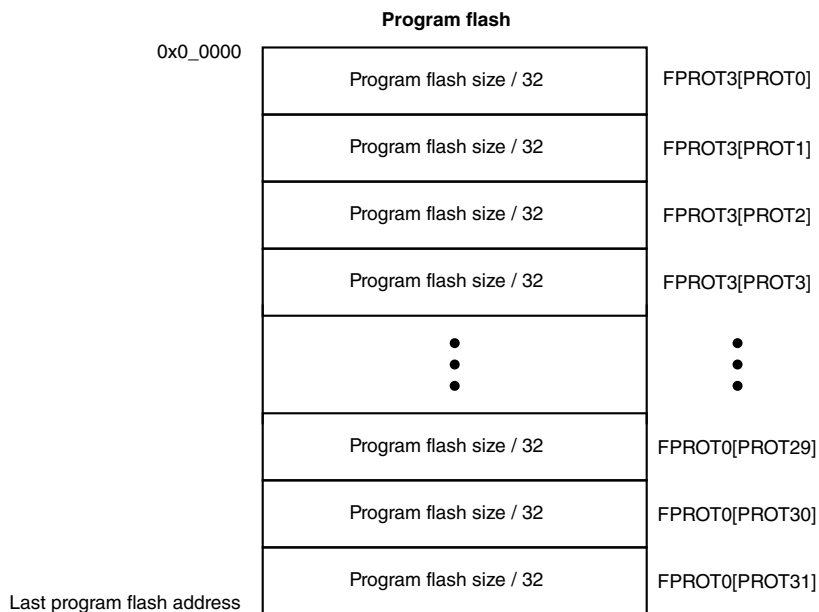 Program flash
0x0_0000
Program flash size / 32 FPROT3[PROT0]
Program flash size / 32 FPROT3[PROT1]
Program flash size / 32 FPROT3[PROT2]
Program flash size / 32 FPROT3[PROT3]
Program flash size / 32 FPROT0[PROT29]
Program flash size / 32 FPROT0[PROT30]
Program flash size / 32 FPROT0[PROT31]
Last program flash address